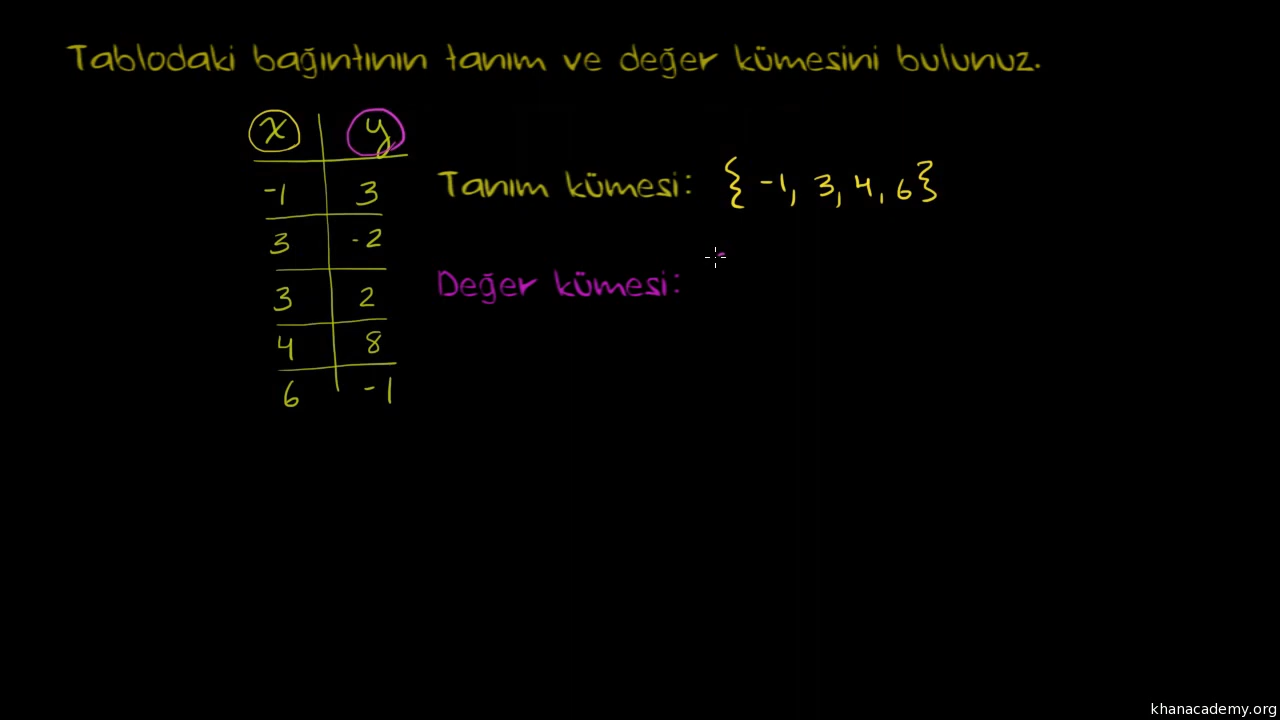 Tablodaki bağıntının tanım ve değer kümesini bulunuz.
x y
-1 3
3 -2
3 2
4 8
6 -1
Tanım kümesi: { -1, 3, 4, 6}
Değer kümesi:
khanacademy.org